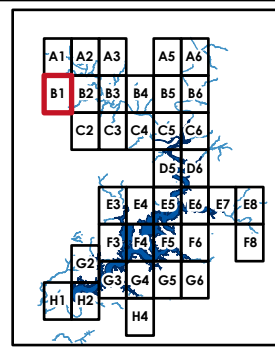 A1 A2 A3 A5 A6
B1 B2 B3 B4 B5 B6
C2 C3 C4 C5 C6
D5 D6
E3 E4 E5 E6 E7 E8
F3 F4 F5 F6 F8
G2
G3 G4 G5 G6
H1 H2
H4